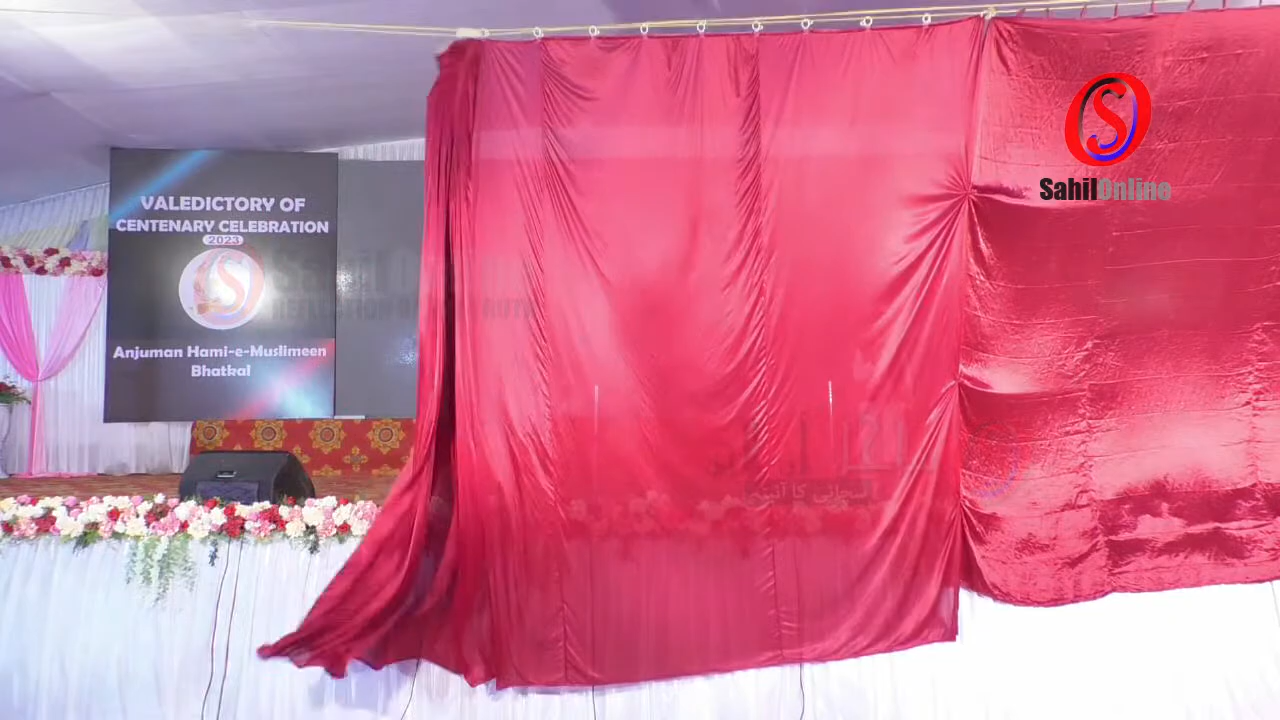 VALEDICTORY OF
CENTENARY CELEBRATION
2023
Anjuman Hami-e-Muslimeen
Bhatkal
SahilOnline